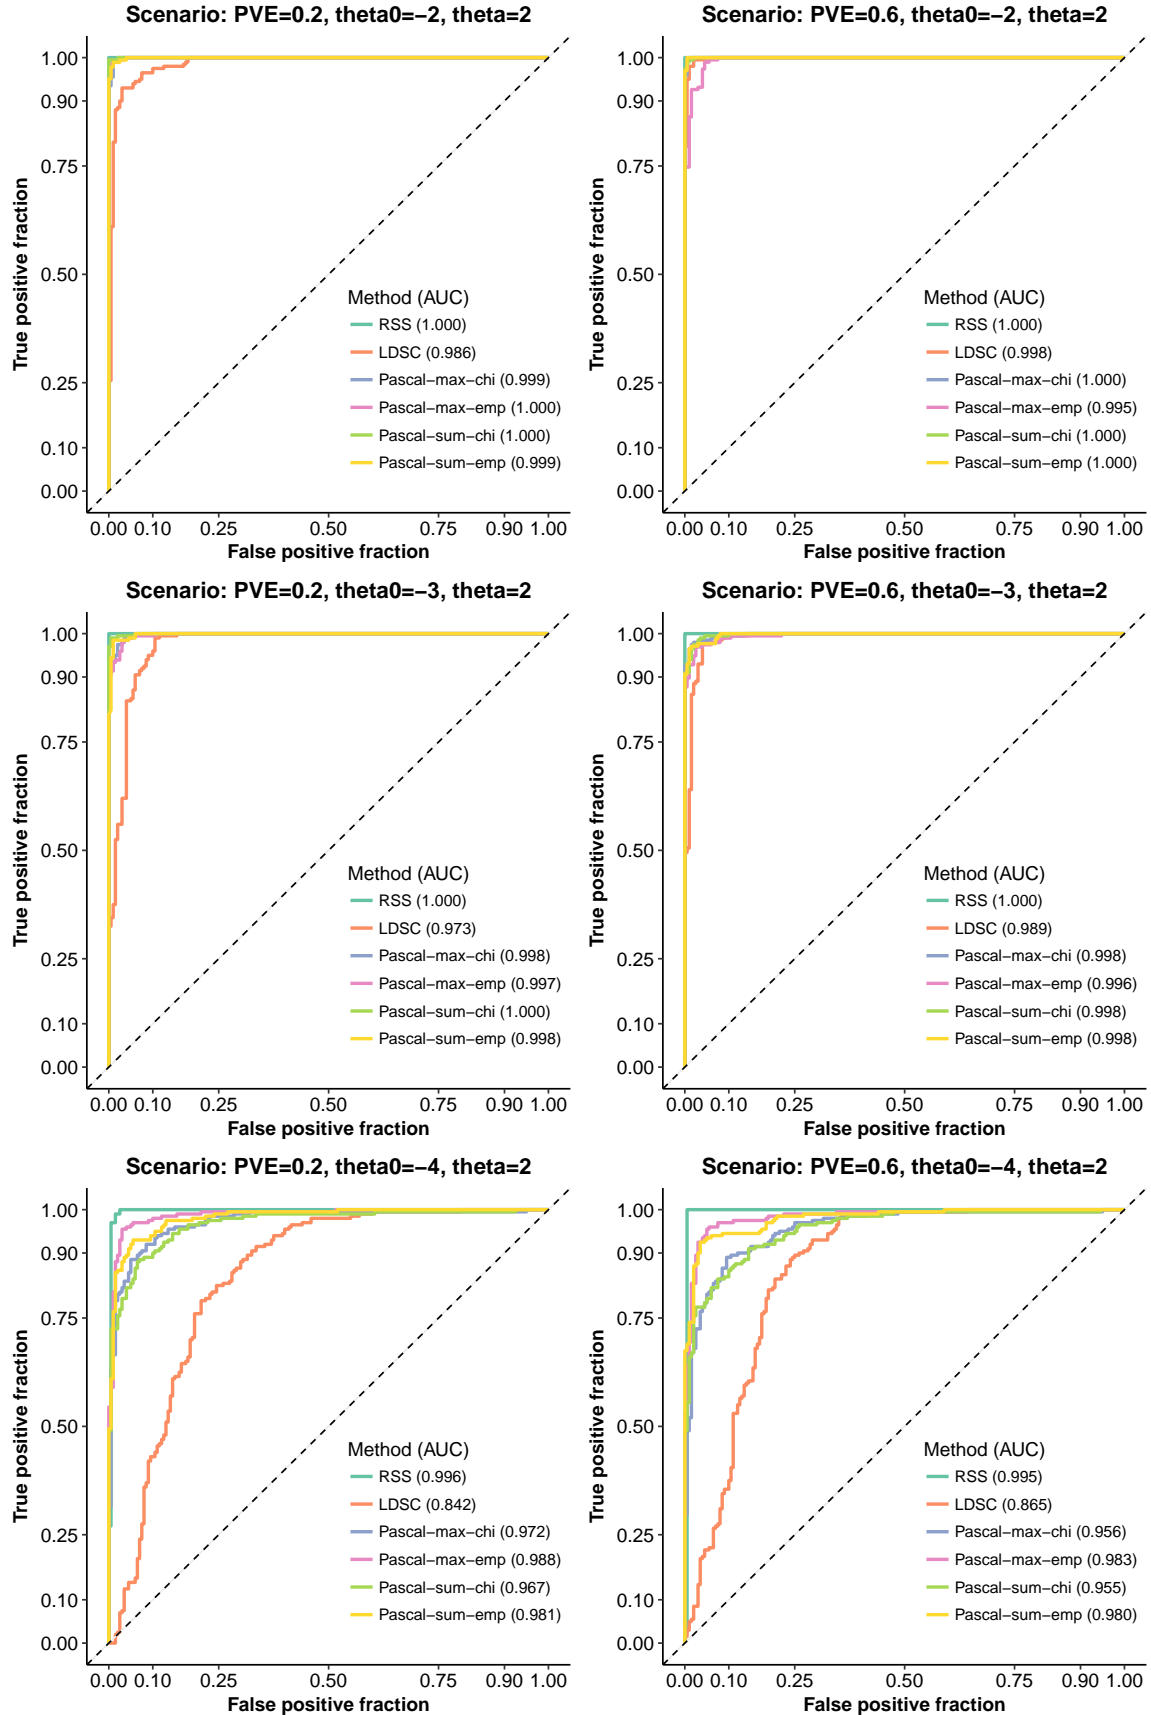 Scenario: PVE=0.2, theta0=−2, theta=2
True positive fraction
1.00
0.90
0.75
0.50
0.25
0.10
0.00
Method (AUC)
RSS (1.000)
LDSC (0.986)
Pascal−max−chi (0.999)
Pascal−max−emp (1.000)
Pascal−sum−chi (1.000)
Pascal−sum−emp (0.999)
0.00 0.10 0.25 0.50 0.75 0.90 1.00
False positive fraction
Scenario: PVE=0.6, theta0=−2, theta=2
True positive fraction
1.00
0.90
0.75
0.50
0.25
0.10
0.00
Method (AUC)
RSS (1.000)
LDSC (0.998)
Pascal−max−chi (1.000)
Pascal−max−emp (0.995)
Pascal−sum−chi (1.000)
Pascal−sum−emp (1.000)
0.00 0.10 0.25 0.50 0.75 0.90 1.00
False positive fraction
Scenario: PVE=0.2, theta0=−3, theta=2
True positive fraction
1.00
0.90
0.75
0.50
0.25
0.10
0.00
Method (AUC)
RSS (1.000)
LDSC (0.973)
Pascal−max−chi (0.998)
Pascal−max−emp (0.997)
Pascal−sum−chi (1.000)
Pascal−sum−emp (0.998)
0.00 0.10 0.25 0.50 0.75 0.90 1.00
False positive fraction
Scenario: PVE=0.6, theta0=−3, theta=2
True positive fraction
1.00
0.90
0.75
0.50
0.25
0.10
0.00
Method (AUC)
RSS (1.000)
LDSC (0.989)
Pascal−max−chi (0.998)
Pascal−max−emp (0.996)
Pascal−sum−chi (0.998)
Pascal−sum−emp (0.998)
0.00 0.10 0.25 0.50 0.75 0.90 1.00
False positive fraction
Scenario: PVE=0.2, theta0=−4, theta=2
True positive fraction
1.00
0.90
0.75
0.50
0.25
0.10
0.00
Method (AUC)
RSS (0.996)
LDSC (0.842)
Pascal−max−chi (0.972)
Pascal−max−emp (0.988)
Pascal−sum−chi (0.967)
Pascal−sum−emp (0.981)
0.00 0.10 0.25 0.50 0.75 0.90 1.00
False positive fraction
Scenario: PVE=0.6, theta0=−4, theta=2
True positive fraction
1.00
0.90
0.75
0.50
0.25
0.10
0.00
Method (AUC)
RSS (0.995)
LDSC (0.865)
Pascal−max−chi (0.956)
Pascal−max−emp (0.983)
Pascal−sum−chi (0.955)
Pascal−sum−emp (0.980)
0.00 0.10 0.25 0.50 0.75 0.90 1.00
False positive fraction